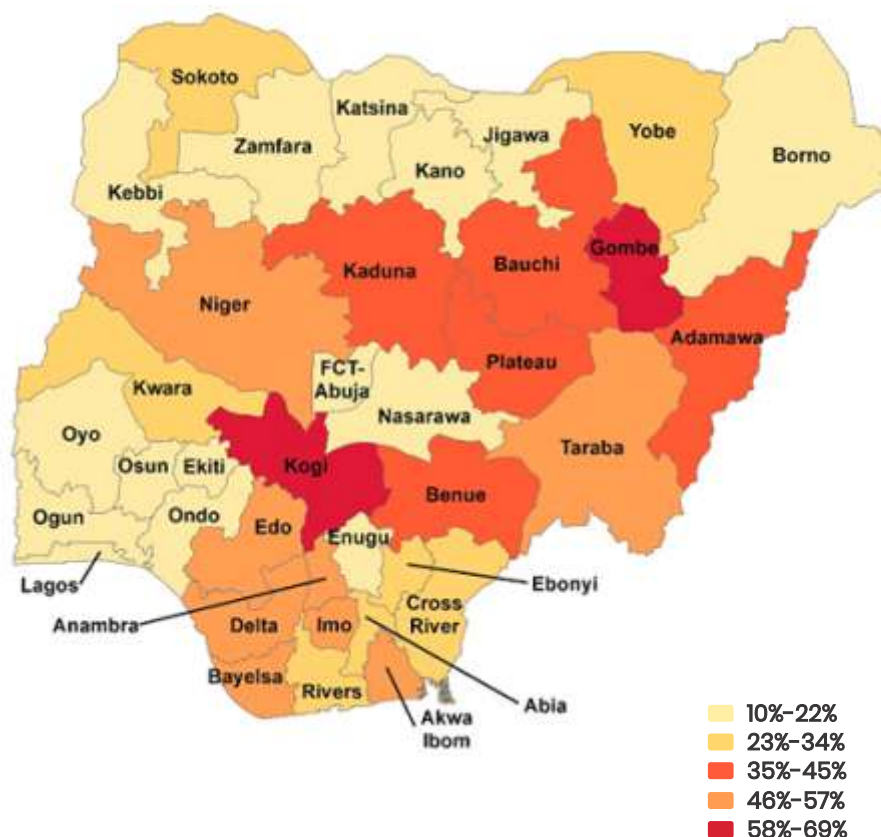 Sokoto
Katsina
Jigawa
Yobe
Zamfara
Borno
Kano
Kebbi
Gombe
Bauchi
Kaduna
Niger
Adamawa
FCT-
Abuja
Plateau
Kwara
Nasarawa
Oyo
Taraba
Osun
Ekiti
Kogi
Benue
Ogun
Ondo
Edo
Enugu
Lagos
Ebonyi
Anambra
Delta
Imo
Cross
River
Bayelsa
Rivers
Abia
Akwa
Ibom
10%-22%
23%-34%
35%-45%
46%-57%
58%-69%